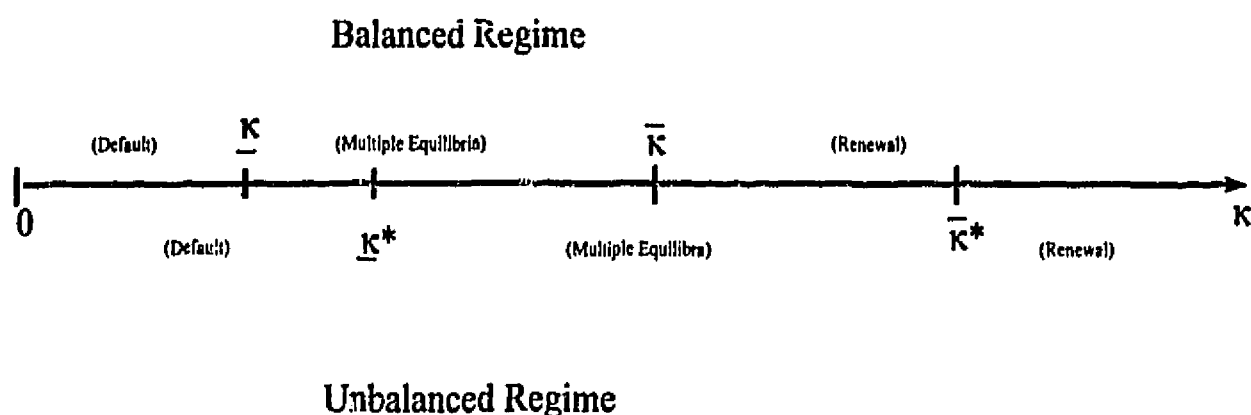 Balanced Regime
(Default) κ̲ (Multiple Equilibria) κ̄ (Renewal)
0 κ
(Default) κ̲* (Multiple Equilibra) κ̄* (Renewal)
Unbalanced Regime